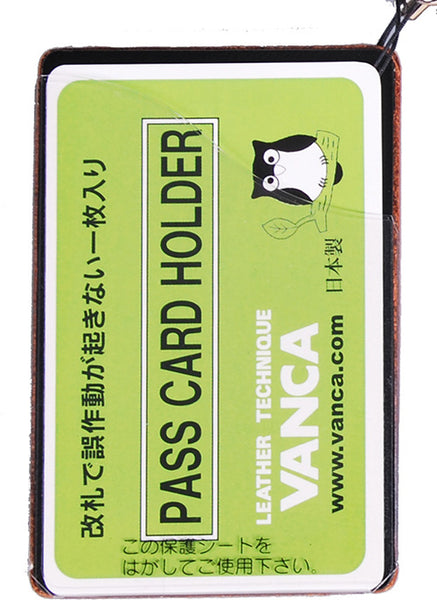 改札で誤作動が起きない一枚入り
PASS CARD HOLDER
LEATHER TECHNIQUE
VANCA
日本製
www.vanca.com
この保護シートを
はがしてご使用下さい。